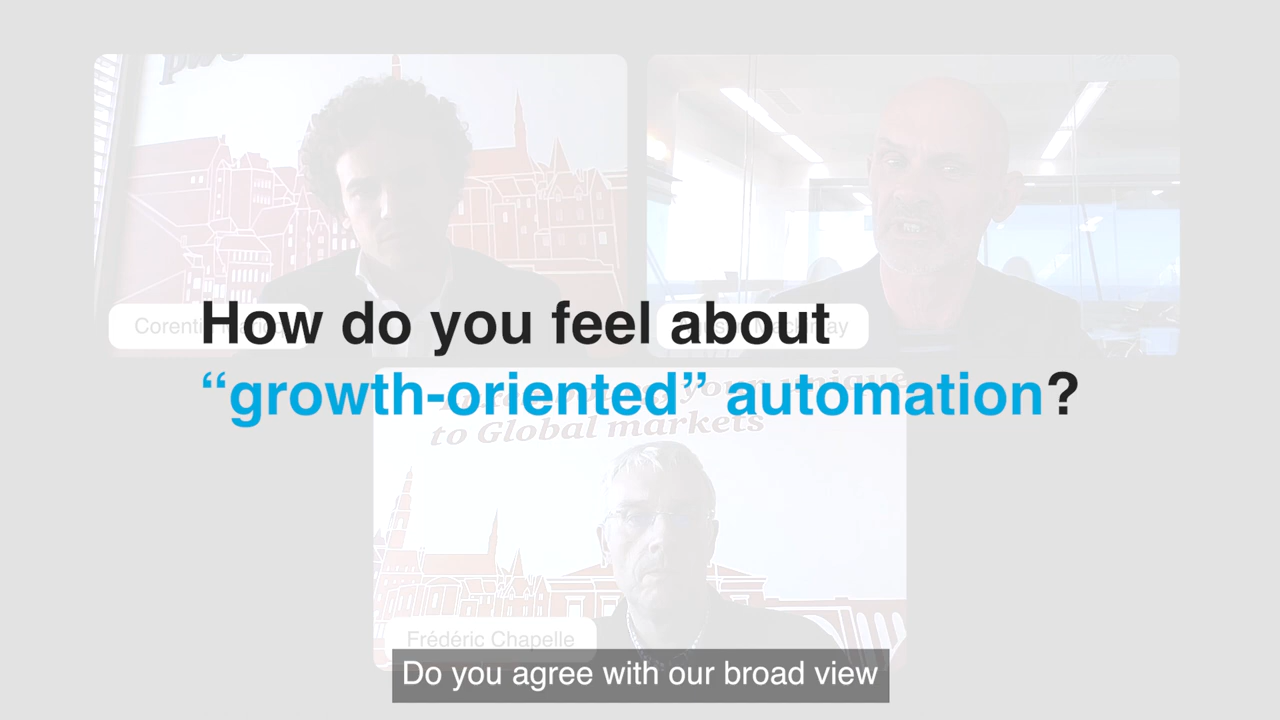 pwc
How do you feel about
“growth-oriented” automation?
to Global markets
Frédéric Chapelle
Do you agree with our broad view